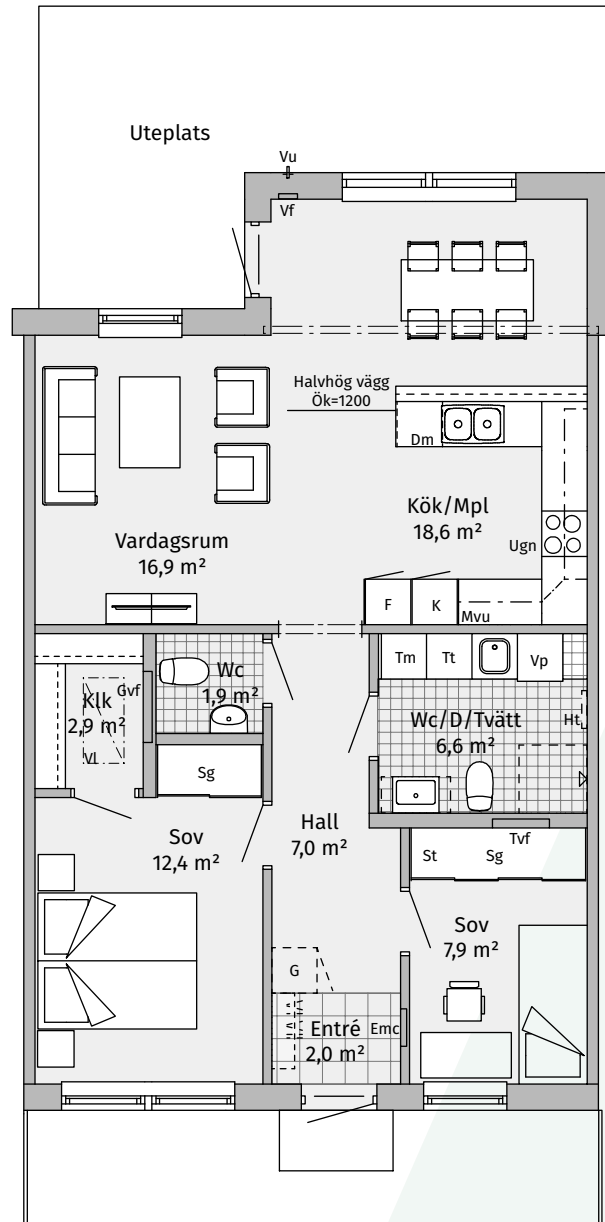 Uteplats
Vu
Vf
Halvhög vägg
Ök=1200
Dm
Kök/Mpl
18,6 m²
Ugn
Vardagsrum
16,9 m²
F
K
Mvu
Wc
1,9 m²
Tm
Tt
Vp
Gvf
Klk
2,9 m²
Vl
Wc/D/Tvätt
6,6 m²
Ht
Sg
Sov
12,4 m²
Hall
7,0 m²
Tvf
St
Sg
Sov
7,9 m²
G
Entré
2,0 m²
Emc